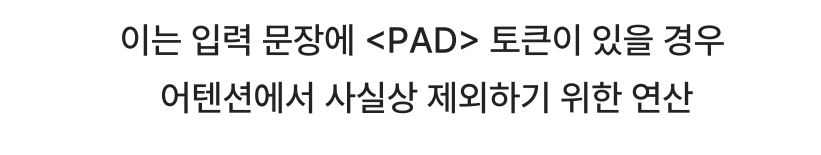 이는 입력 문장에 <PAD> 토큰이 있을 경우
어텐션에서 사실상 제외하기 위한 연산